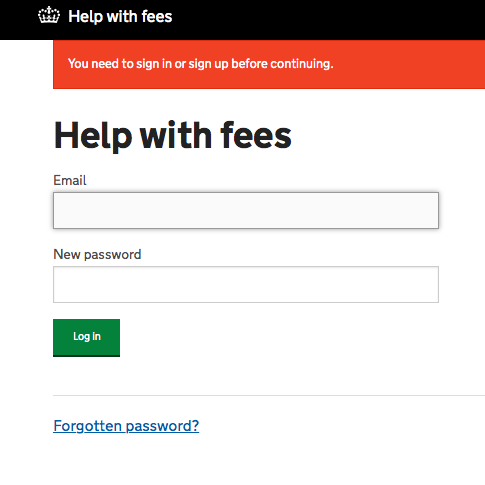 Help with fees
You need to sign in or sign up before continuing.
Help with fees
Email
New password
Log in
Forgotten password?